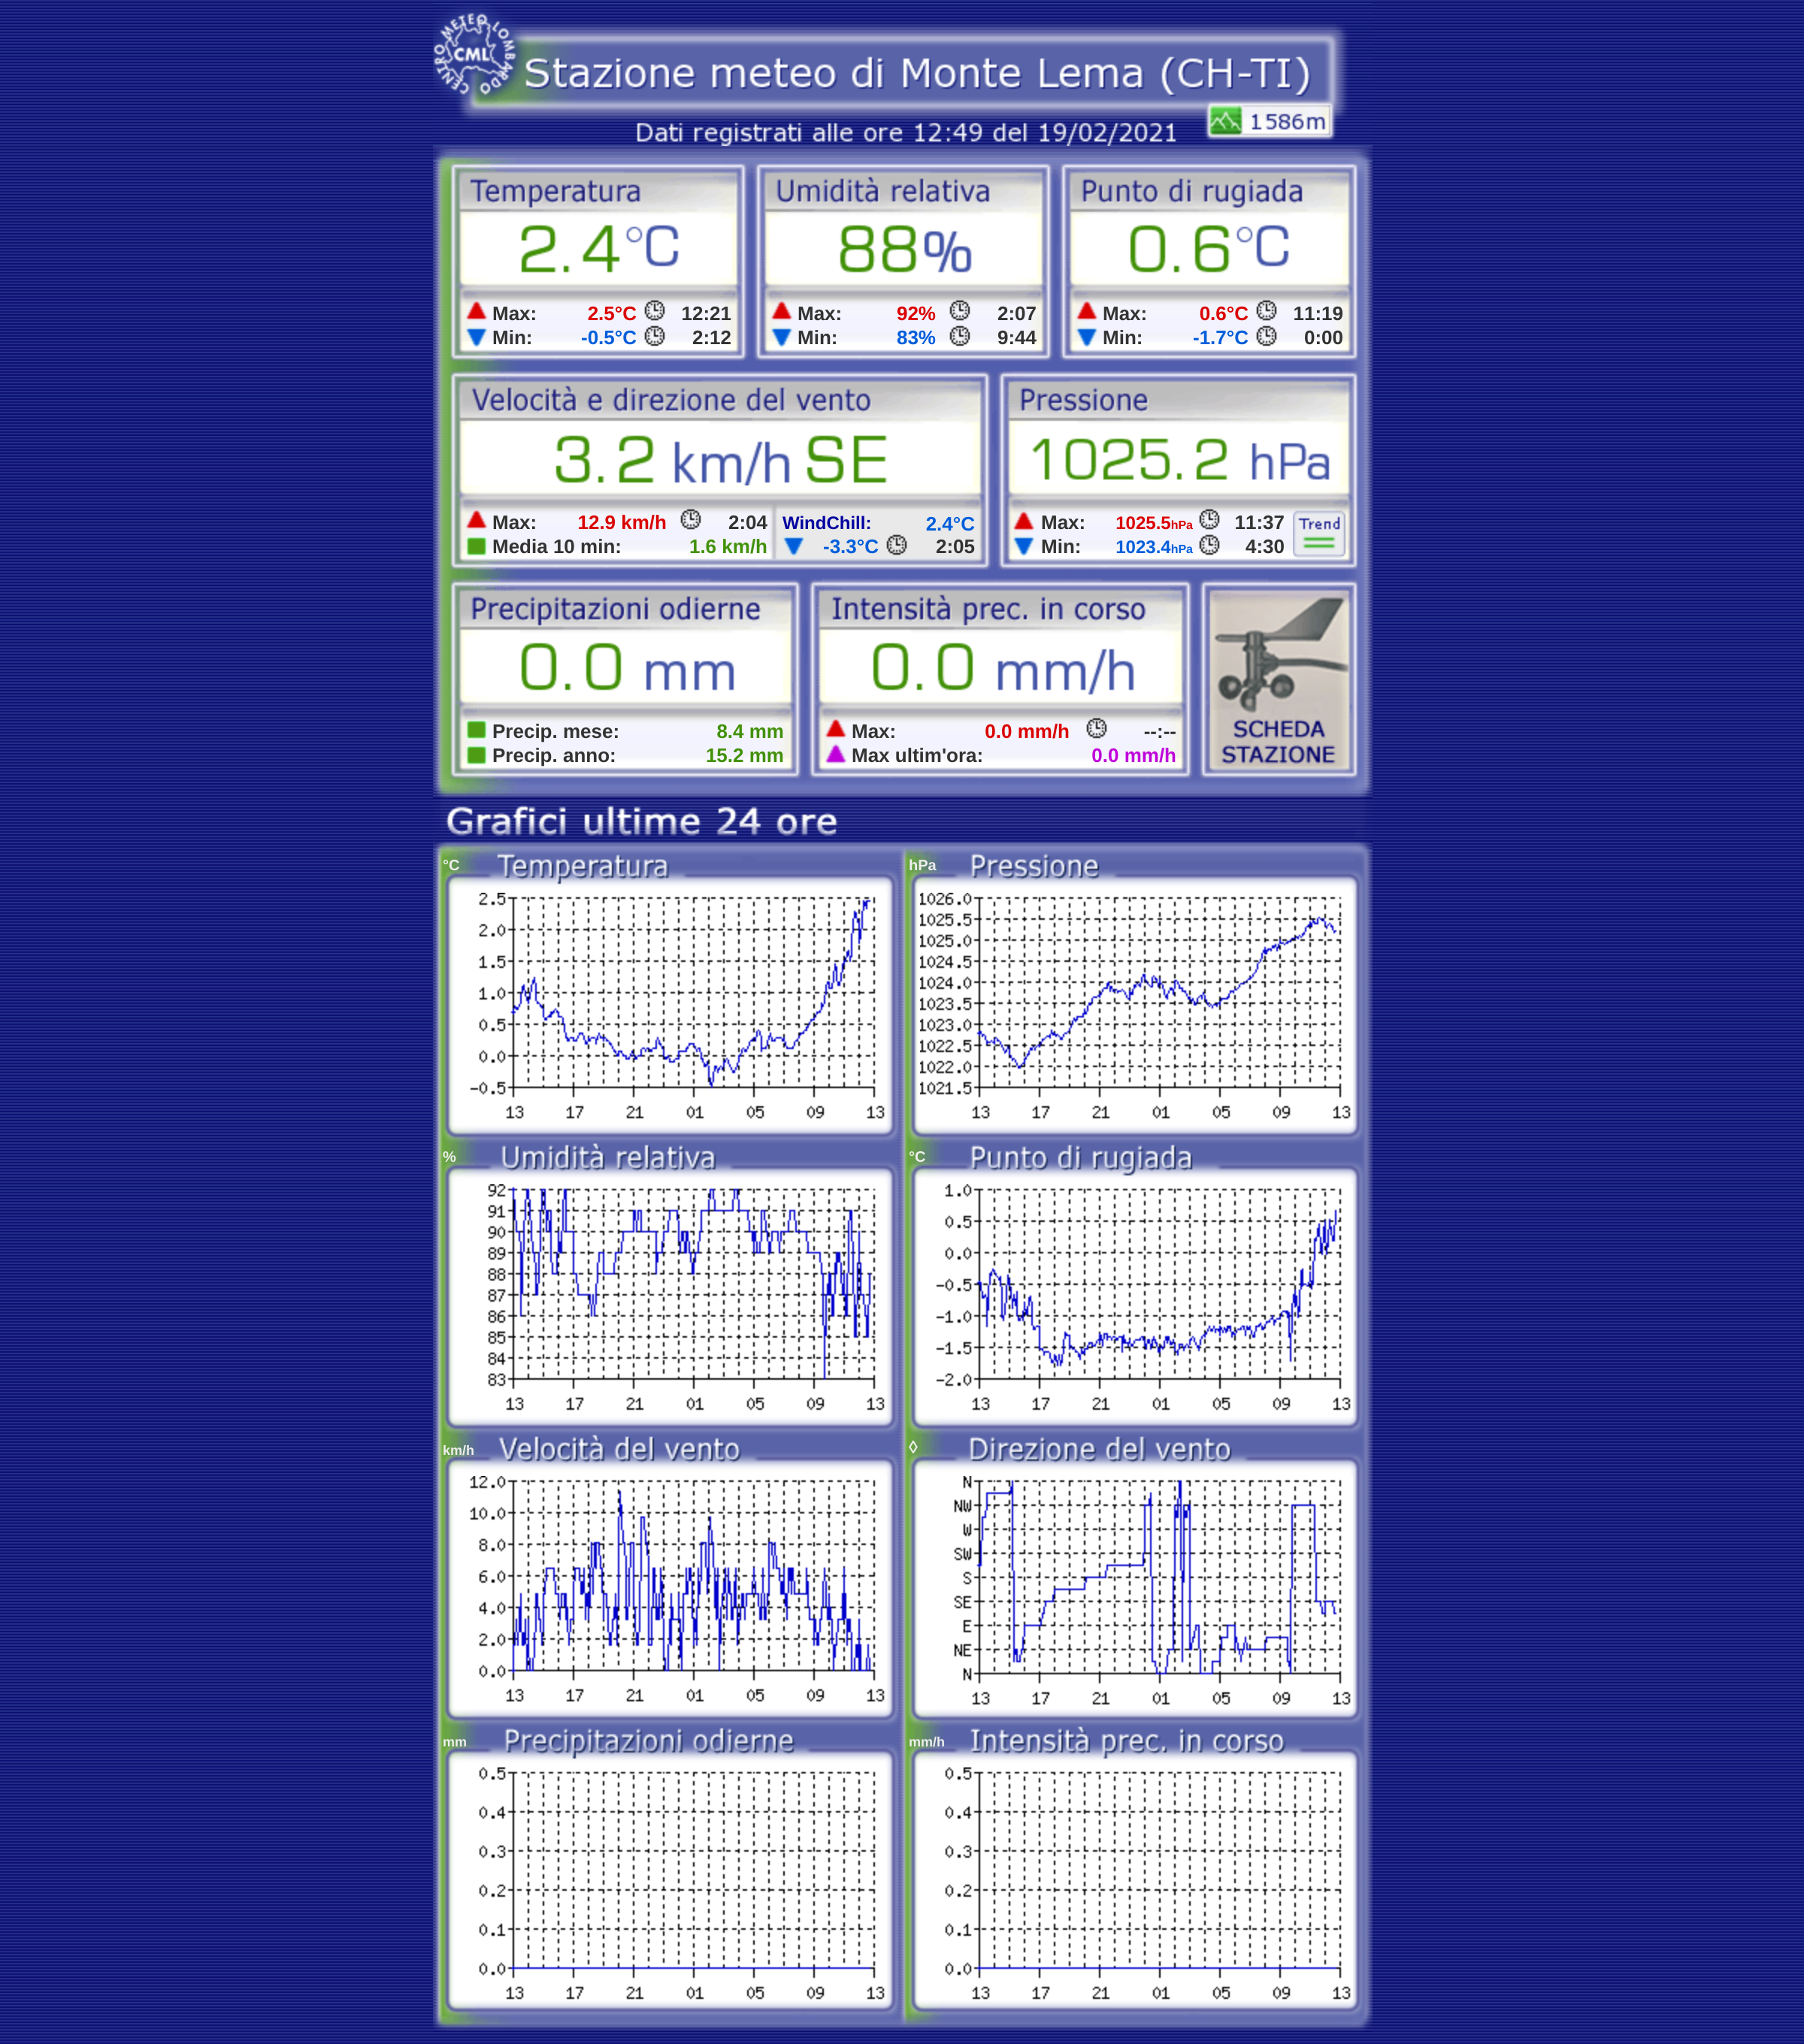 CENTRO METEO LOMBARDO
CML
Stazione meteo di Monte Lema (CH-TI)
1586m
Dati registrati alle ore 12:49 del 19/02/2021
Temperatura Umidità relativa Punto di rugiada
2.4°C 88% 0.6°C
Max: 2.5°C 12:21 Max: 92% 2:07 Max: 0.6°C 11:19
Min: -0.5°C 2:12 Min: 83% 9:44 Min: -1.7°C 0:00
Velocità e direzione del vento Pressione
3.2 km/h SE 1025.2 hPa
Max: 12.9 km/h 2:04 WindChill: 2.4°C Max: 1025.5hPa 11:37 Trend
Media 10 min: 1.6 km/h -3.3°C 2:05 Min: 1023.4hPa 4:30
Precipitazioni odierne Intensità prec. in corso
0.0 mm 0.0 mm/h
Precip. mese: 8.4 mm Max: 0.0 mm/h --:-- SCHEDA
Precip. anno: 15.2 mm Max ultim'ora: 0.0 mm/h STAZIONE
Grafici ultime 24 ore
°C Temperatura
2.5
2.0
1.5
1.0
0.5
0.0
-0.5
13 17 21 01 05 09 13
hPa Pressione
1026.0
1025.5
1025.0
1024.5
1024.0
1023.5
1023.0
1022.5
1022.0
1021.5
13 17 21 01 05 09 13
% Umidità relativa
92
91
90
89
88
87
86
85
84
83
13 17 21 01 05 09 13
°C Punto di rugiada
1.0
0.5
0.0
-0.5
-1.0
-1.5
-2.0
13 17 21 01 05 09 13
km/h Velocità del vento
12.0
10.0
8.0
6.0
4.0
2.0
0.0
13 17 21 01 05 09 13
◊ Direzione del vento
N
NW
W
SW
S
SE
E
NE
N
13 17 21 01 05 09 13
mm Precipitazioni odierne
0.5
0.4
0.3
0.2
0.1
0.0
13 17 21 01 05 09 13
mm/h Intensità prec. in corso
0.5
0.4
0.3
0.2
0.1
0.0
13 17 21 01 05 09 13